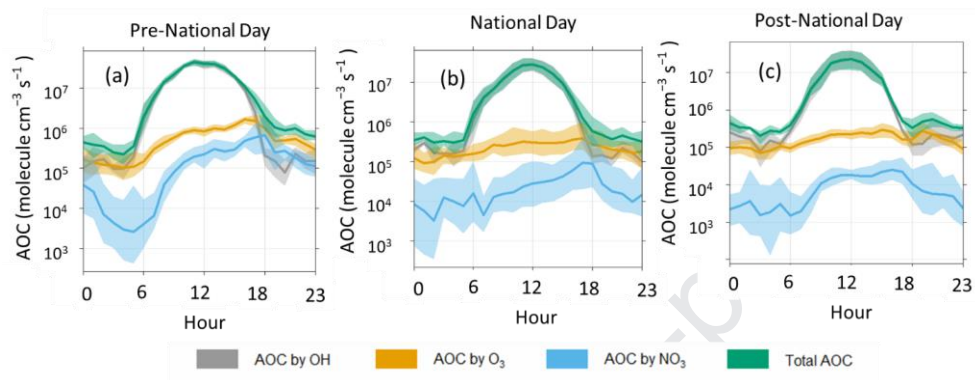 Pre-National Day
National Day
Post-National Day
(a)
(b)
(c)
AOC (molecule cm⁻³ s⁻¹)
10⁷
10⁶
10⁵
10⁴
10³
0 6 12 18 23
Hour
AOC (molecule cm⁻³ s⁻¹)
10⁷
10⁶
10⁵
10⁴
10³
0 6 12 18 23
Hour
AOC (molecule cm⁻³ s⁻¹)
10⁷
10⁶
10⁵
10⁴
10³
0 6 12 18 23
Hour
AOC by OH AOC by O₃ AOC by NO₃ Total AOC